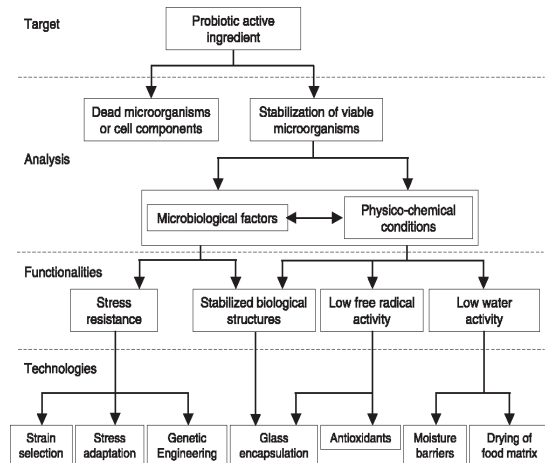 Target
Probiotic active
ingredient
Dead microorganisms
or cell components
Stabilization of viable
microorganisms
Analysis
Microbiological factors
Physico-chemical
conditions
Functionalities
Stress
resistance
Stabilized biological
structures
Low free radical
activity
Low water
activity
Technologies
Strain
selection
Stress
adaptation
Genetic
Engineering
Glass
encapsulation
Antioxidants
Moisture
barriers
Drying of
food matrix